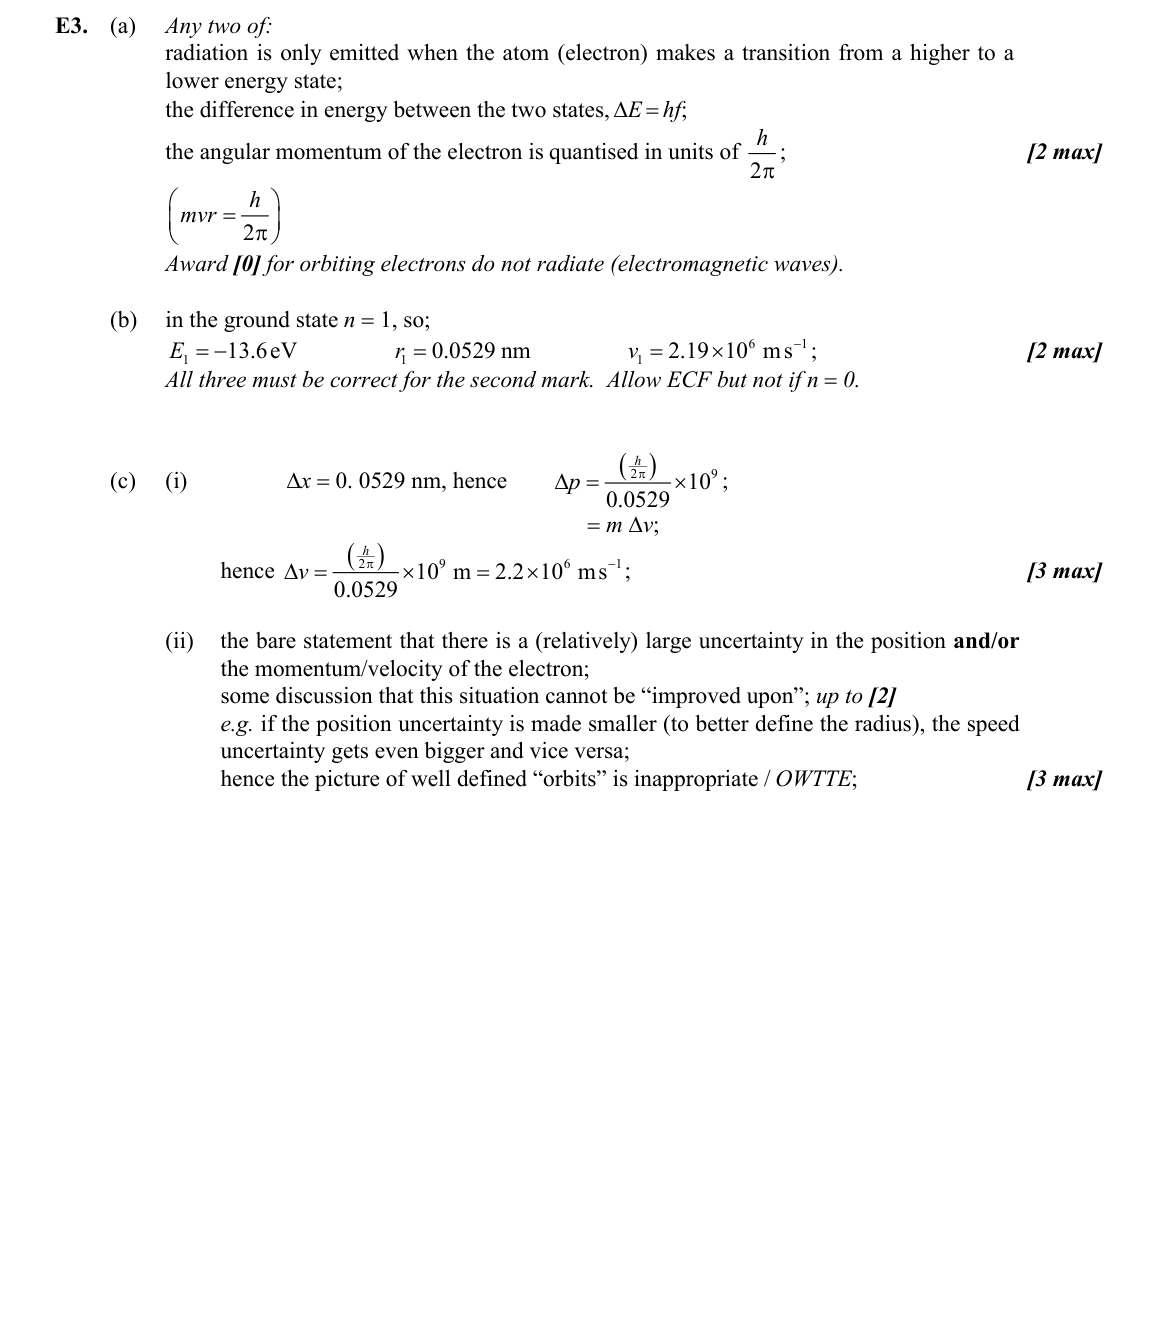 E3. (a) Any two of:
radiation is only emitted when the atom (electron) makes a transition from a higher to a
lower energy state;
the difference in energy between the two states, ΔE = hf;
the angular momentum of the electron is quantised in units of h/2π; [2 max]
(mvr = h/2π)
Award [0] for orbiting electrons do not radiate (electromagnetic waves).
(b) in the ground state n = 1, so;
E₁ = −13.6 eV r₁ = 0.0529 nm v₁ = 2.19×10⁶ m s⁻¹; [2 max]
All three must be correct for the second mark. Allow ECF but not if n = 0.
(c) (i) Δx = 0. 0529 nm, hence Δp = (h/2π)/0.0529 ×10⁹;
= m Δv;
hence Δv = (h/2π)/0.0529 ×10⁹ m = 2.2×10⁶ m s⁻¹; [3 max]
(ii) the bare statement that there is a (relatively) large uncertainty in the position and/or
the momentum/velocity of the electron;
some discussion that this situation cannot be “improved upon”; up to [2]
e.g. if the position uncertainty is made smaller (to better define the radius), the speed
uncertainty gets even bigger and vice versa;
hence the picture of well defined “orbits” is inappropriate / OWTTE; [3 max]